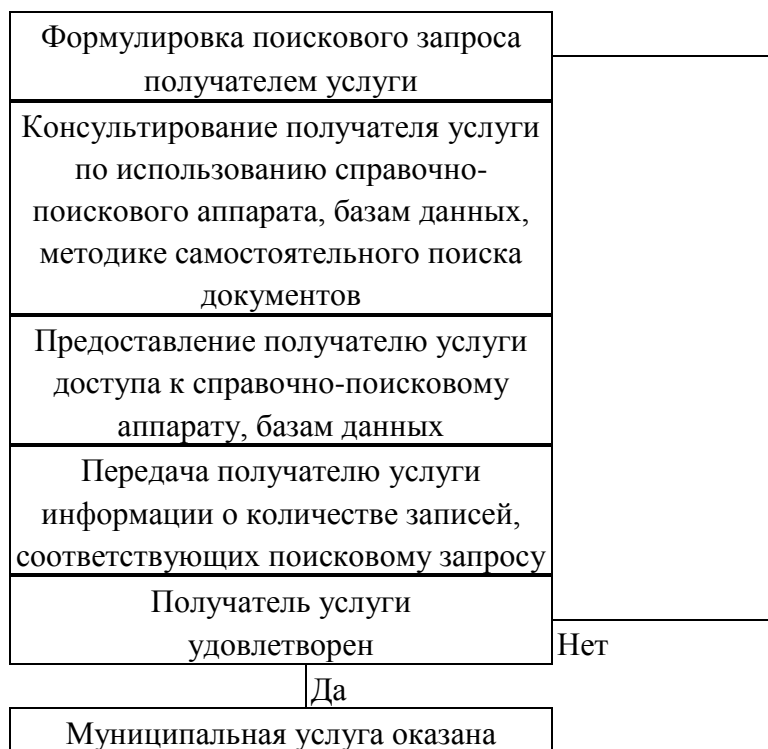 Формулировка поискового запроса
получателем услуги
Консультирование получателя услуги
по использованию справочно-
поискового аппарата, базам данных,
методике самостоятельного поиска
документов
Предоставление получателю услуги
доступа к справочно-поисковому
аппарату, базам данных
Передача получателю услуги
информации о количестве записей,
соответствующих поисковому запросу
Получатель услуги
удовлетворен
Нет
Да
Муниципальная услуга оказана